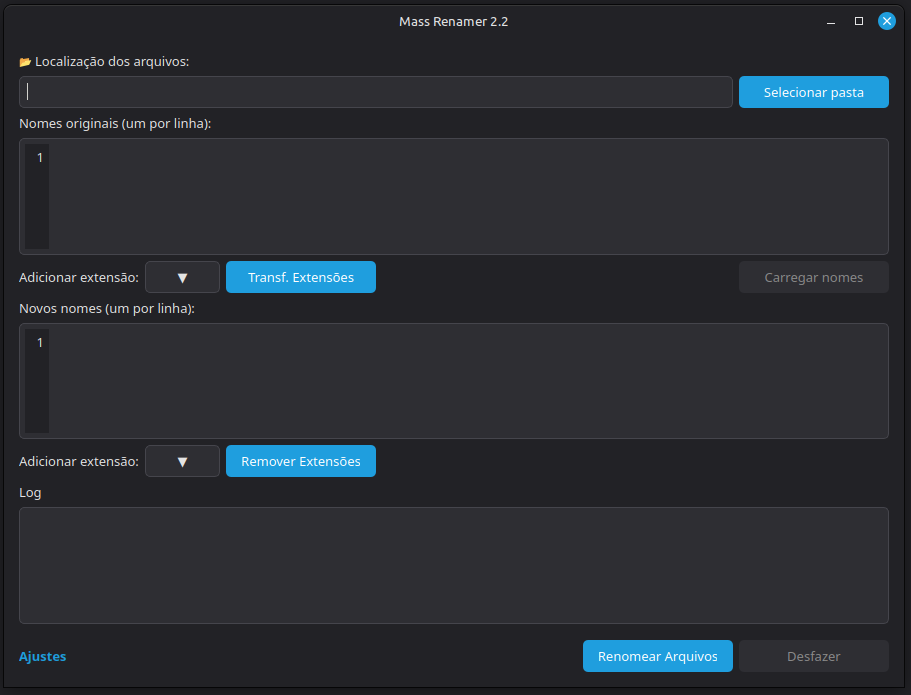 Mass Renamer 2.2
Localização dos arquivos:
Selecionar pasta
Nomes originais (um por linha):
1
Adicionar extensão: ▼ Transf. Extensões Carregar nomes
Novos nomes (um por linha):
1
Adicionar extensão: ▼ Remover Extensões
Log
Ajustes Renomear Arquivos Desfazer